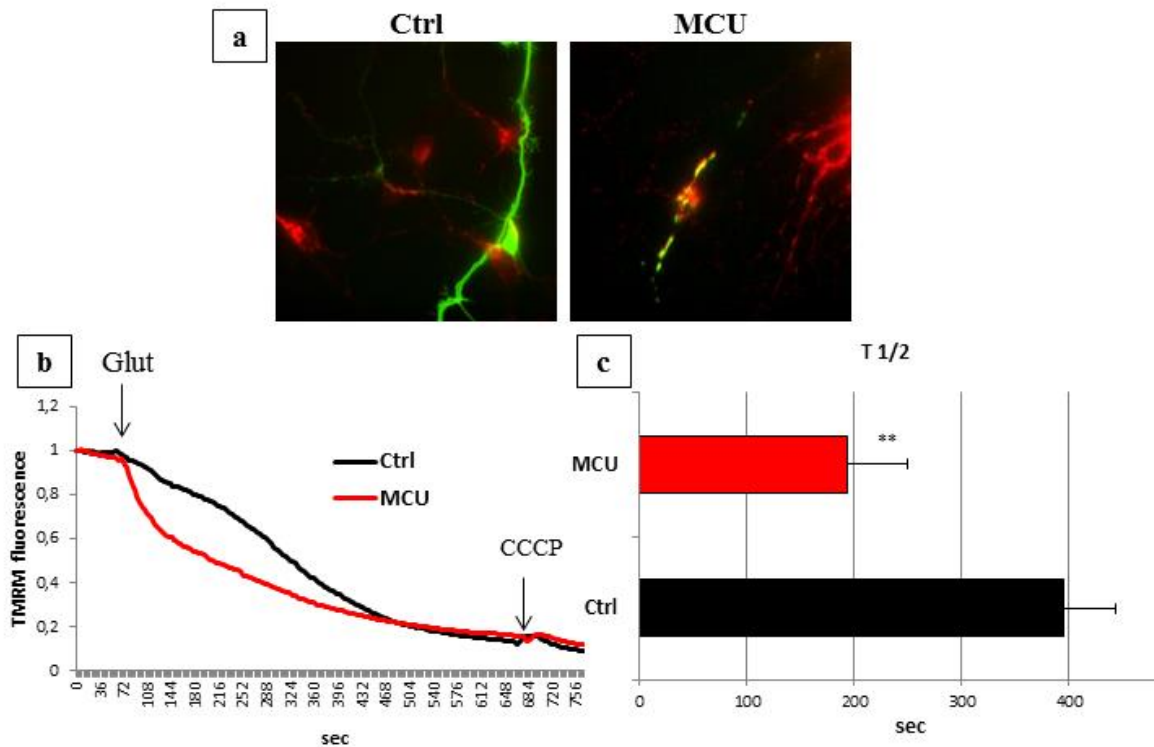 a
Ctrl
MCU
b
Glut
1,2
1
0,8
0,6
0,4
0,2
0
TMRM fluorescence
Ctrl
MCU
CCCP
0 36 72 108 144 180 216 252 288 324 360 396 432 468 504 540 576 612 648 684 720 756
sec
c
T 1/2
MCU
**
Ctrl
0 100 200 300 400
sec